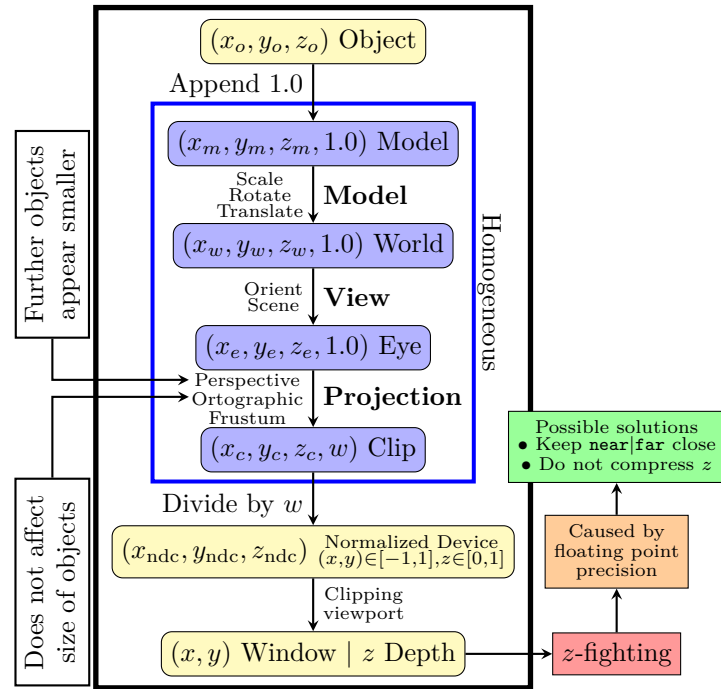 (x_o, y_o, z_o) Object
Append 1.0
(x_m, y_m, z_m, 1.0) Model
Scale
Rotate
Translate
Model
(x_w, y_w, z_w, 1.0) World
Orient
Scene
View
(x_e, y_e, z_e, 1.0) Eye
Perspective
Ortographic
Frustum
Projection
(x_c, y_c, z_c, w) Clip
Homogeneous
Divide by w
(x_ndc, y_ndc, z_ndc) Normalized Device
(x,y)∈[−1,1],z∈[0,1]
Clipping
viewport
(x, y) Window | z Depth
Further objects
appear smaller
Does not affect
size of objects
Possible solutions
● Keep near|far close
● Do not compress z
Caused by
floating point
precision
z-fighting